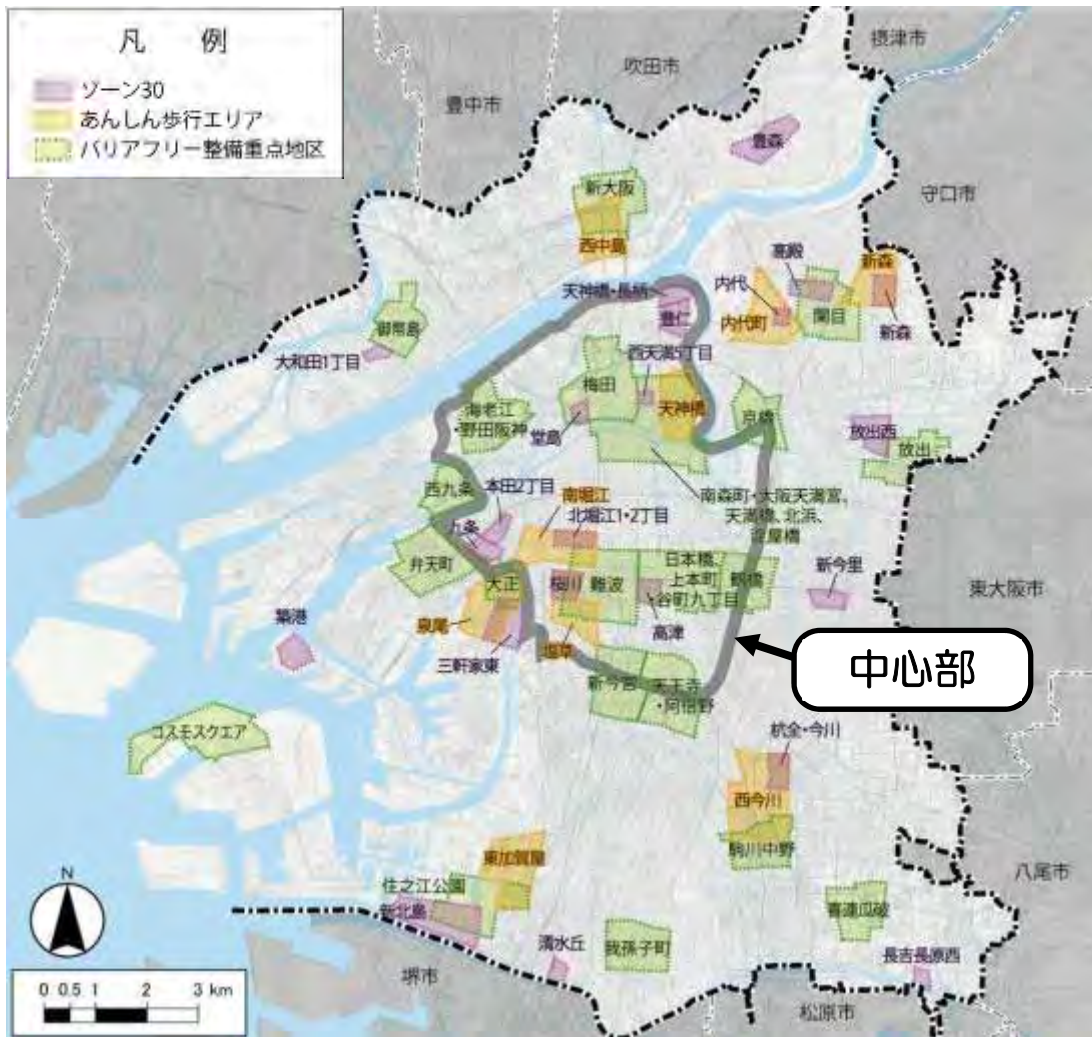 凡 例
ゾーン30
あんしん歩行エリア
バリアフリー整備重点地区
摂津市
吹田市
豊中市
豊森
守口市
新大阪
西中島
高殿
新森
天神橋・長柄
内代
豊仁
内代町
関目
新森
御幣島
大和田1丁目
西天満5丁目
梅田
海老江
・野田阪神
天神橋
京橋
堂島
放出西
放出
西九条
本田2丁目
南堀江
南森町・大阪天満宮、
天満橋、北浜、
淀屋橋
九条
北堀江1・2丁目
弁天町
日本橋、
上本町
谷町九丁目
鶴橋
新今里
大正
桜川
難波
東大阪市
築港
泉尾
高津
三軒家東
塩草
中心部
新今宮
天王寺
・阿倍野
コスモスクエア
杭全・今川
西今川
駒川中野
東加賀屋
八尾市
住之江公園
新北島
喜連瓜破
清水丘
我孫子町
長吉長原西
堺市
松原市
N
0 0.5 1 2 3 km